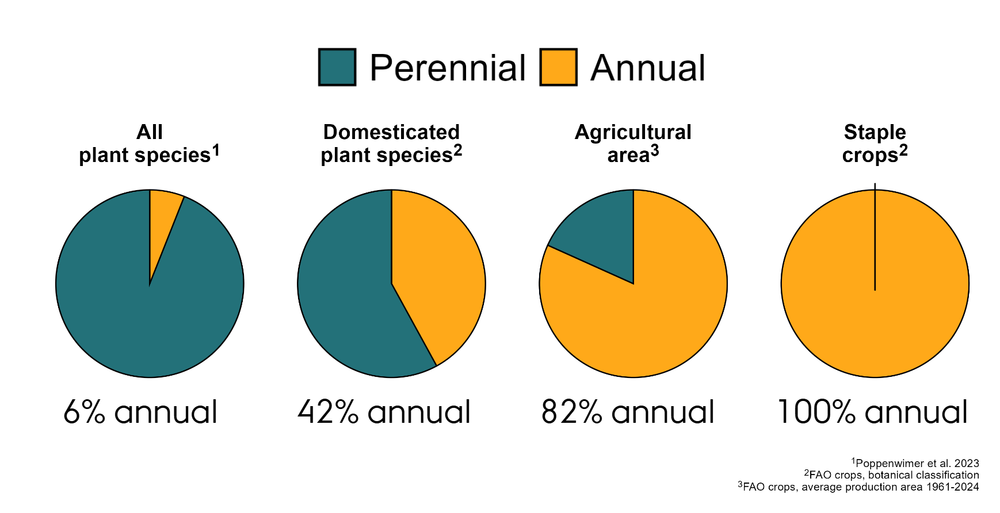 Perennial Annual
All
plant species¹
Domesticated
plant species²
Agricultural
area³
Staple
crops²
6% annual
42% annual
82% annual
100% annual
¹Poppenwimer et al. 2023
²FAO crops, botanical classification
³FAO crops, average production area 1961-2024